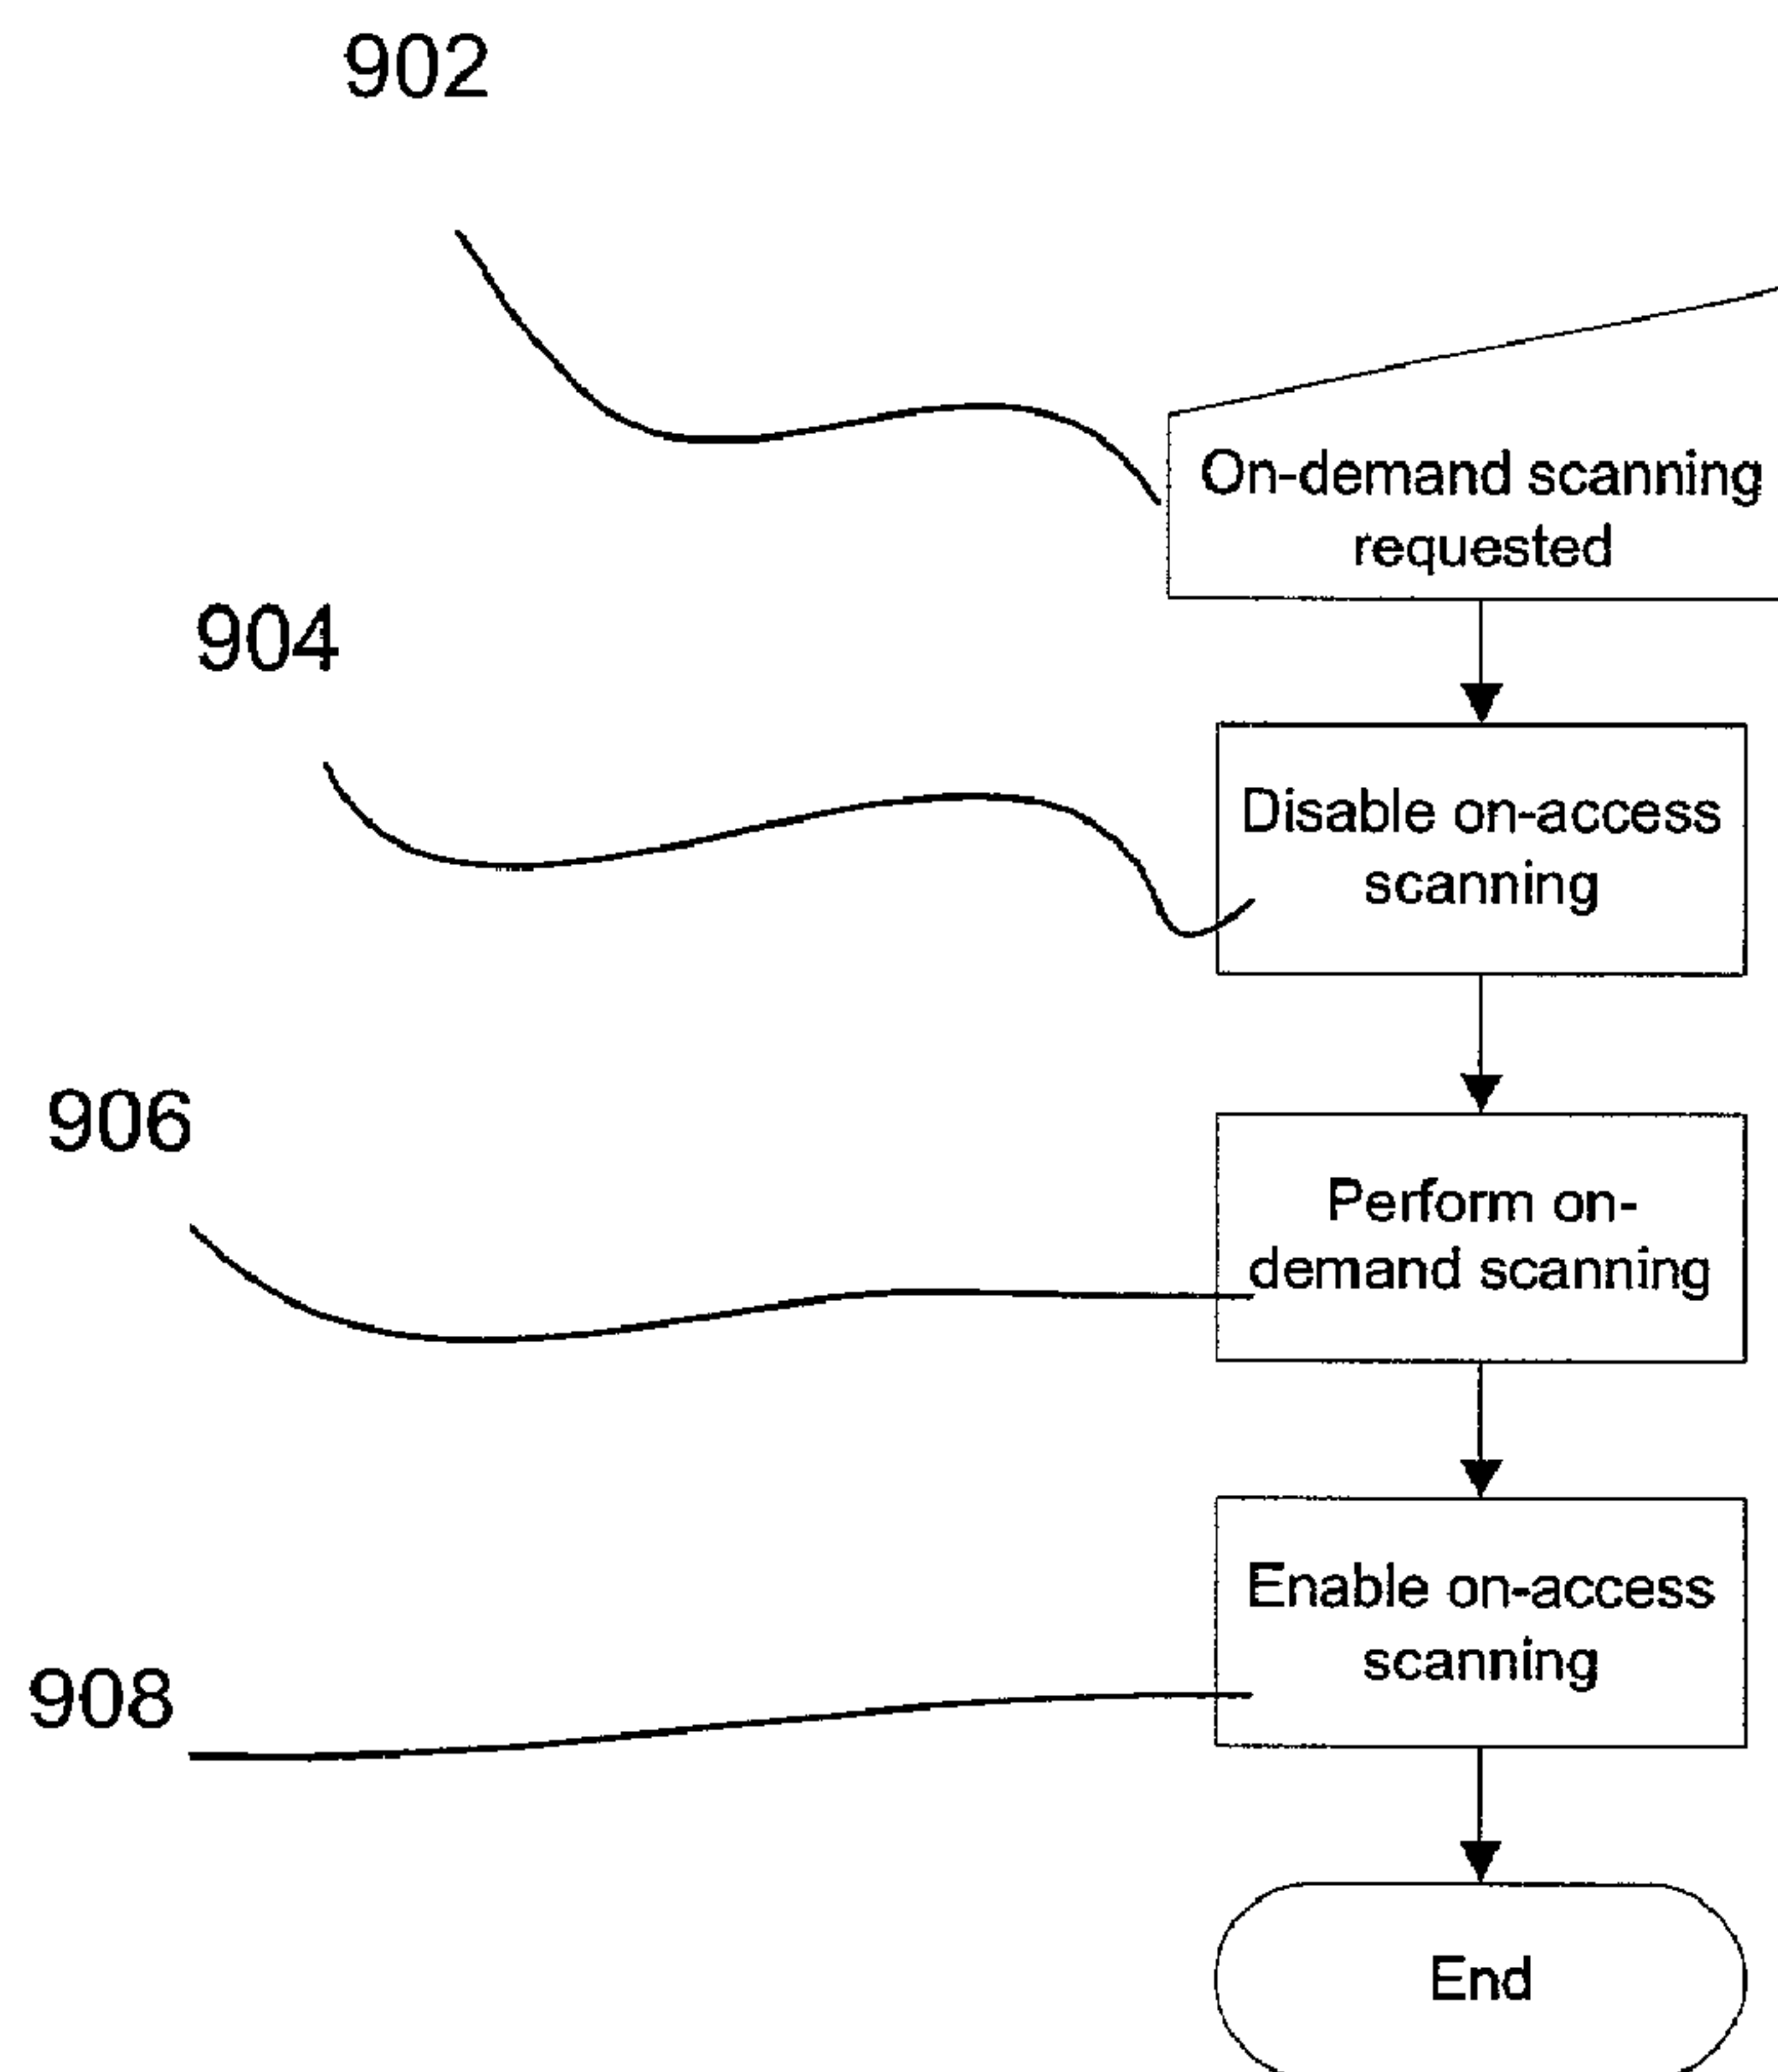 902
On-demand scanning
requested
904
Disable on-access
scanning
906
Perform on-
demand scanning
Enable on-access
scanning
908
End